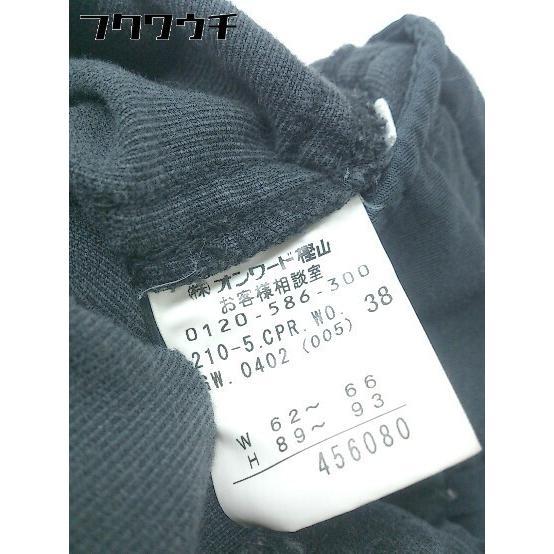 フクワウチ
(株)オンワード樫山
お客様相談室
0120-586-300
210-5.CPR.WO. 38
GW.0402 (005)
W 62〜 66
H 89〜 93
456080